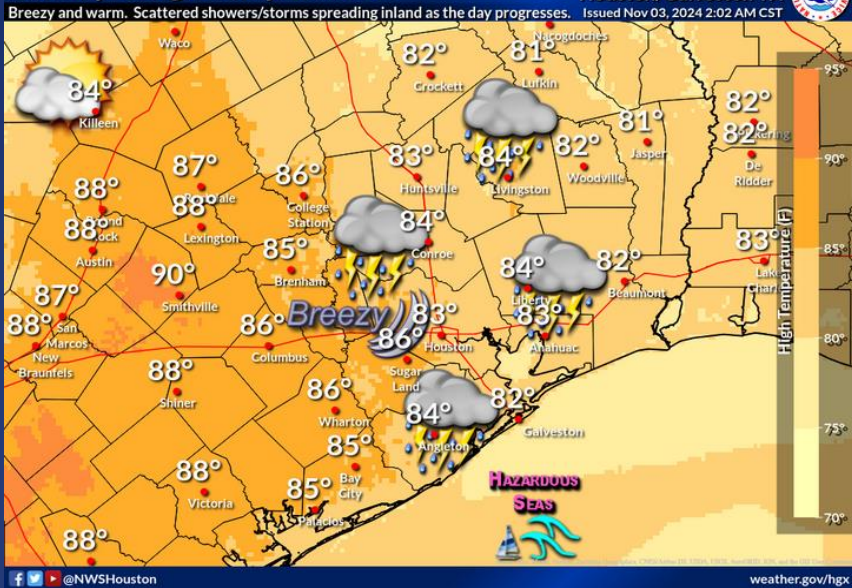 Breezy and warm. Scattered showers/storms spreading inland as the day progresses. Issued Nov 03, 2024 2:02 AM CST
Waco
Nacogdoches
82° Crockett
81° Lufkin
84° Killeen
95°
82°
82° De Ridder
81° Jasper
82° Woodville
84° Livingston
83° Huntsville
90°
87°
86° College Station
88°
88° Lexington
88° Austin
84° Conroe
85° Brenham
84° Liberty
82° Beaumont
83° Lake
85°
High Temperature (F)
90° Smithville
87° San Marcos
88° New Braunfels
Breezy
83° Houston
83° Anahuac
80°
86° Columbus
86° Sugar Land
88° Shiner
86° Wharton
84° Angleton
82° Galveston
75°
85° Bay City
88° Victoria
85° Palacios
HAZARDOUS
SEAS
70°
88°
@NWSHouston
weather.gov/hgx